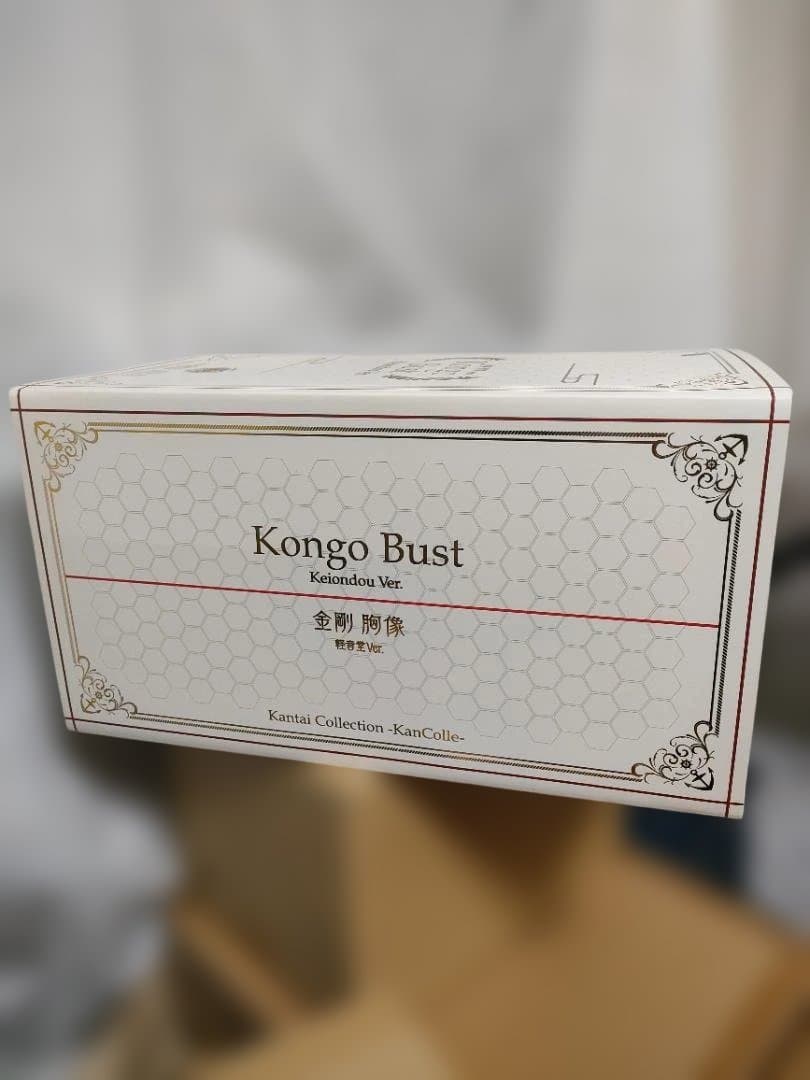 Kongo Bust
Keiondou Ver.
金剛 胸像
軽音堂Ver.
Kantai Collection -KanColle-